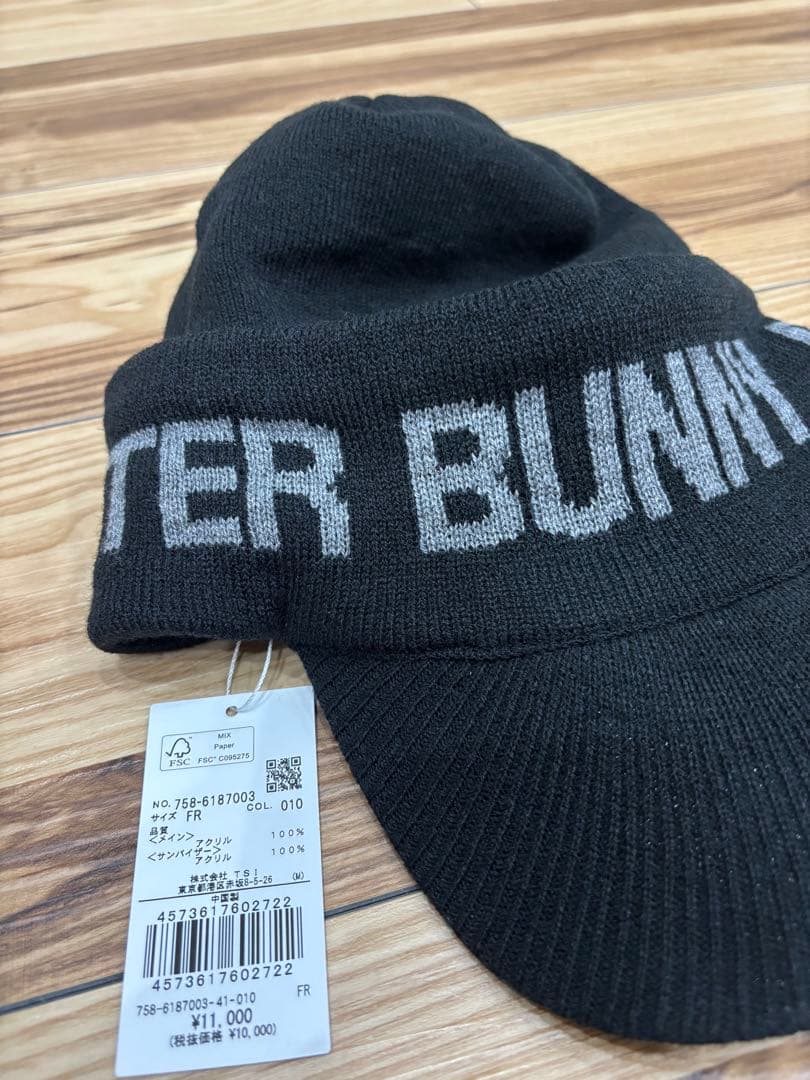 TER BUNNY
MIX
Paper
FSC™ C095275
FSC
NO. 758-6187003
COL. 010
サイズ FR
品質
<メイン>
アクリル 100%
<サンバイザー>
アクリル 100%
株式会社 TSI
東京都港区赤坂8-5-26 (M)
中国製
4573617602722
4573617602722
758-6187003-41-010 FR
¥11,000
(税抜価格 ¥10,000)